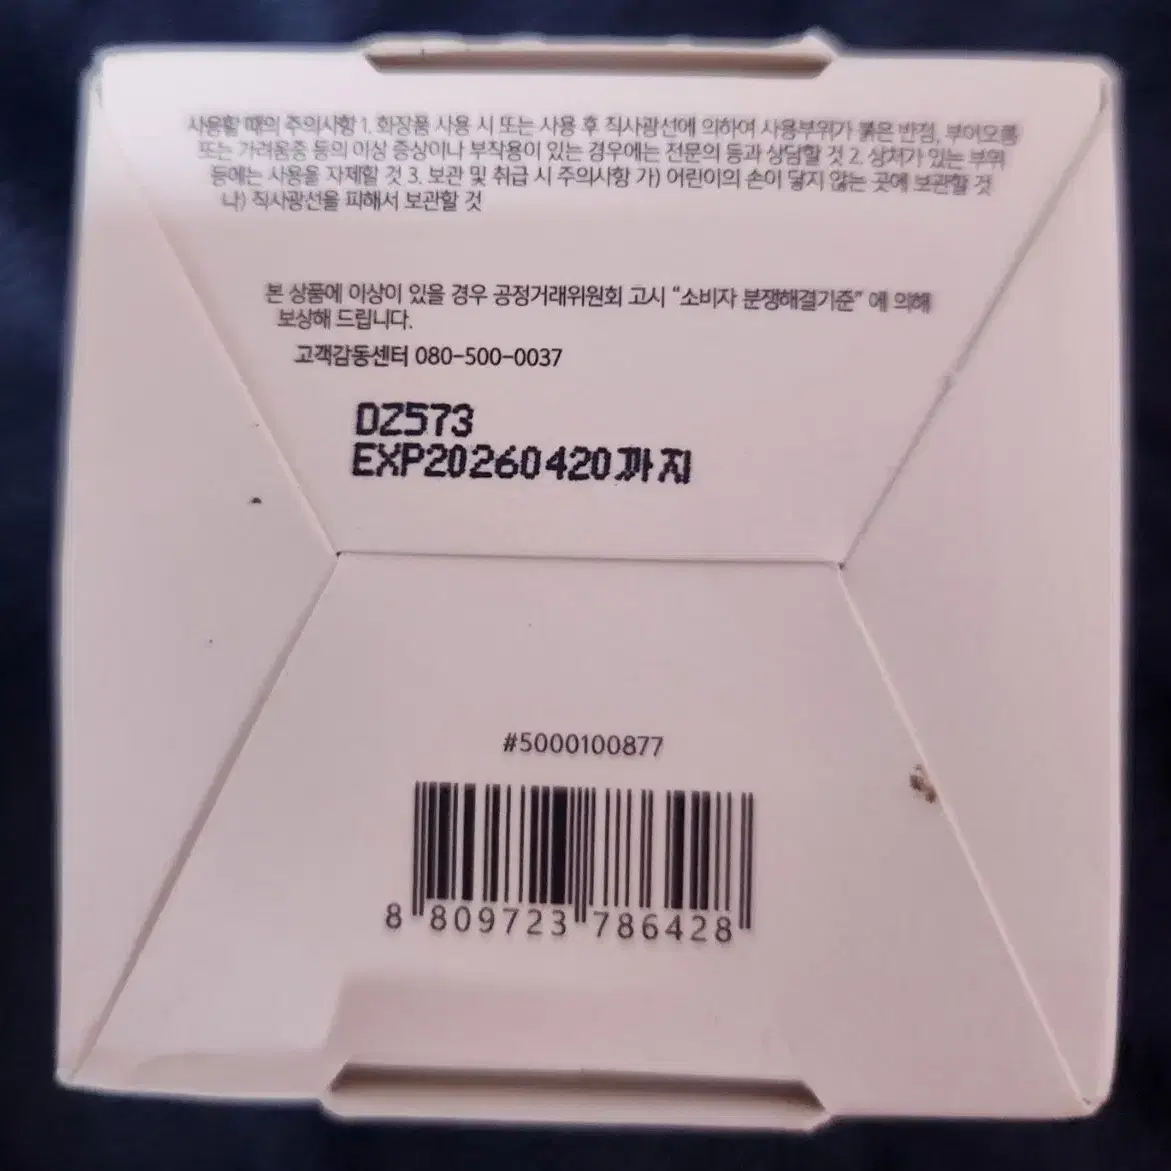 사용할 때의 주의사항 1. 화장품 사용 시 또는 사용 후 직사광선에 의하여 사용부위가 붉은 반점, 부어오름
또는 가려움증 등의 이상 증상이나 부작용이 있는 경우에는 전문의 등과 상담할 것 2. 상처가 있는 부위
등에는 사용을 자제할 것 3. 보관 및 취급 시 주의사항 가) 어린이의 손이 닿지 않는 곳에 보관할 것
나) 직사광선을 피해서 보관할 것
본 상품에 이상이 있을 경우 공정거래위원회 고시 “소비자 분쟁해결기준” 에 의해
보상해 드립니다.
고객감동센터 080-500-0037
DZ573
EXP20260420까지
#5000100877
8 809723 786428